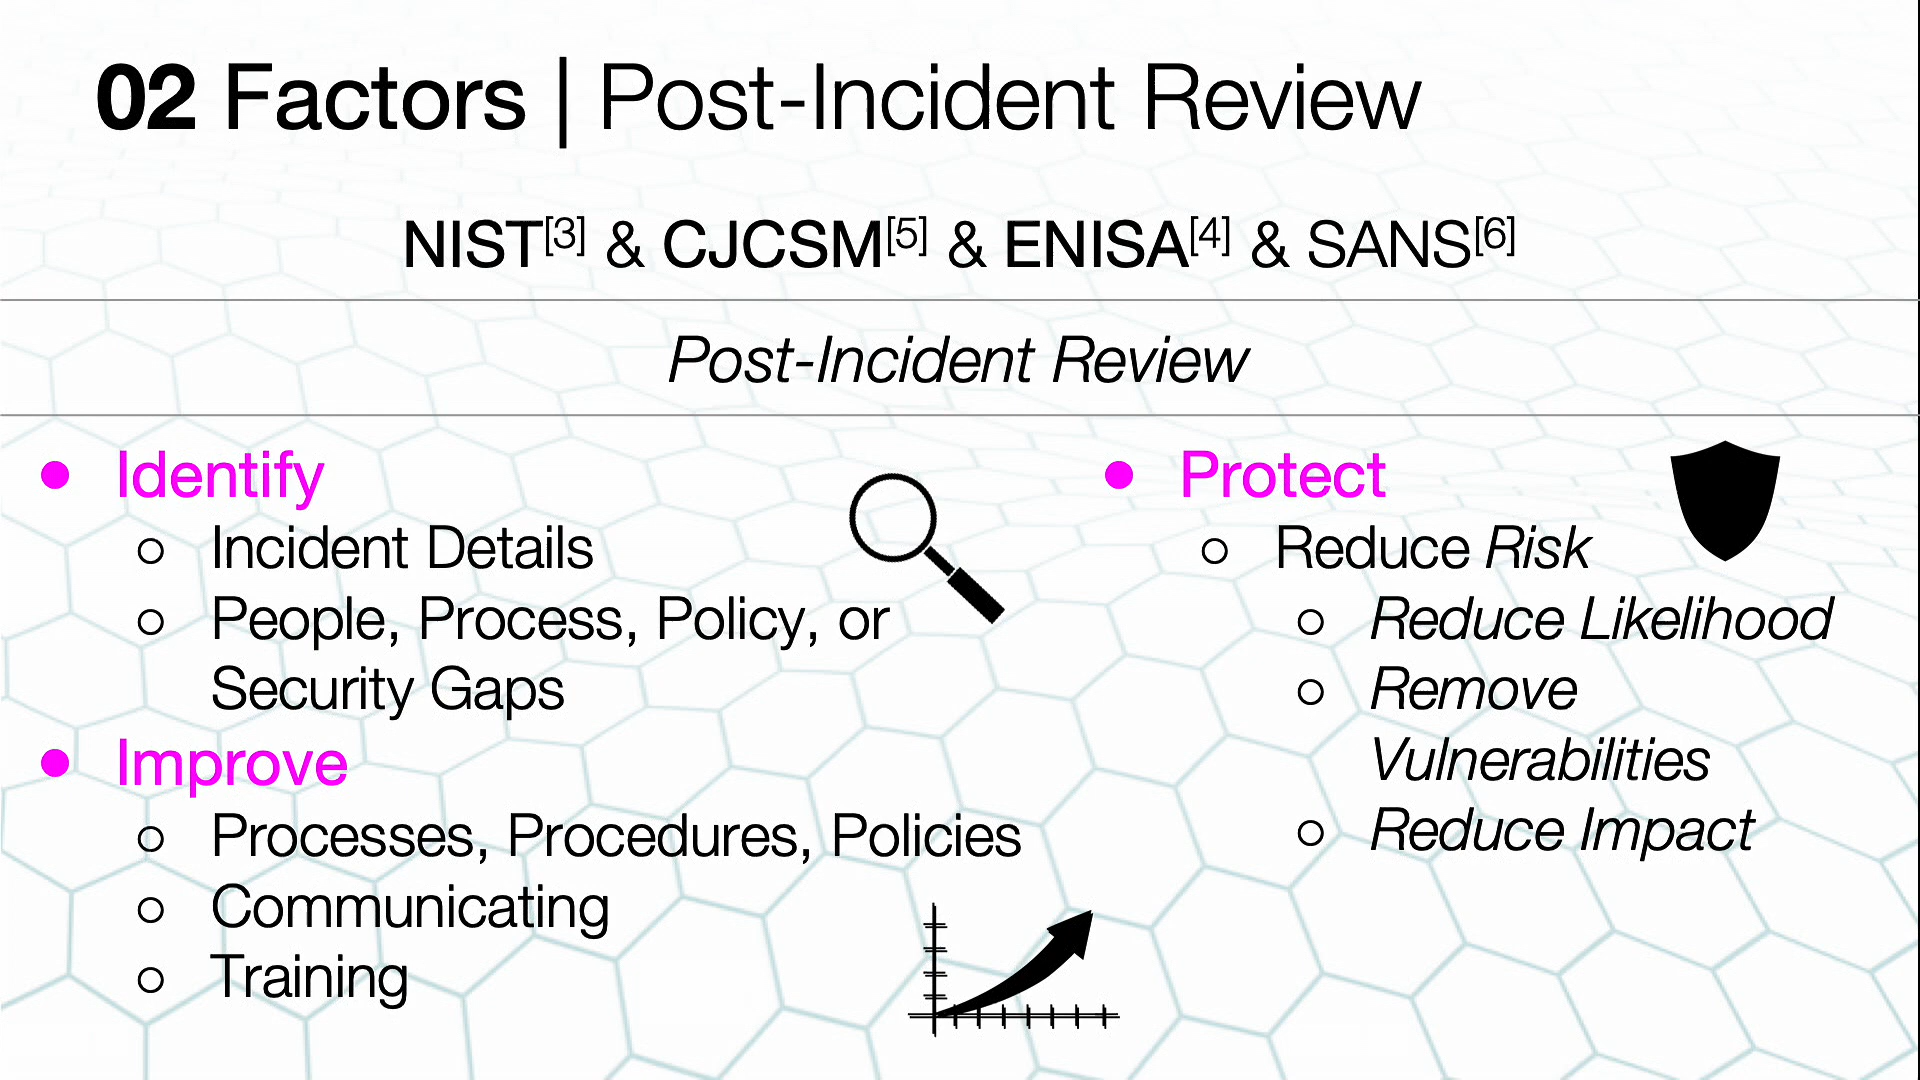 02 Factors | Post-Incident Review
NIST[3] & CJCSM[5] & ENISA[4] & SANS[6]
Post-Incident Review
● Identify
○ Incident Details
○ People, Process, Policy, or
Security Gaps
● Improve
○ Processes, Procedures, Policies
○ Communicating
○ Training
● Protect
○ Reduce Risk
○ Reduce Likelihood
○ Remove
Vulnerabilities
○ Reduce Impact